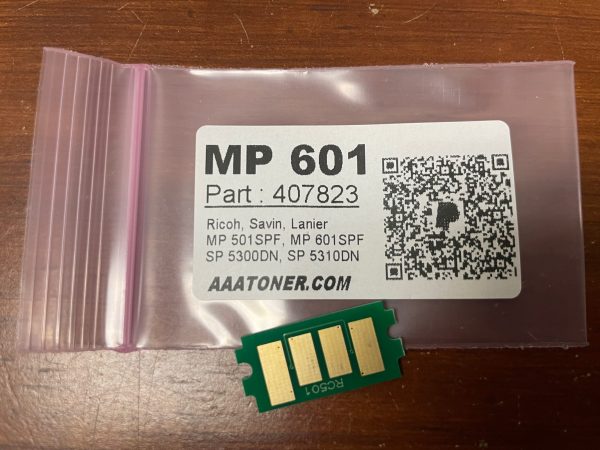 MP 601
Part : 407823
Ricoh, Savin, Lanier
MP 501SPF, MP 601SPF
SP 5300DN, SP 5310DN
AAATONER.COM
RC501